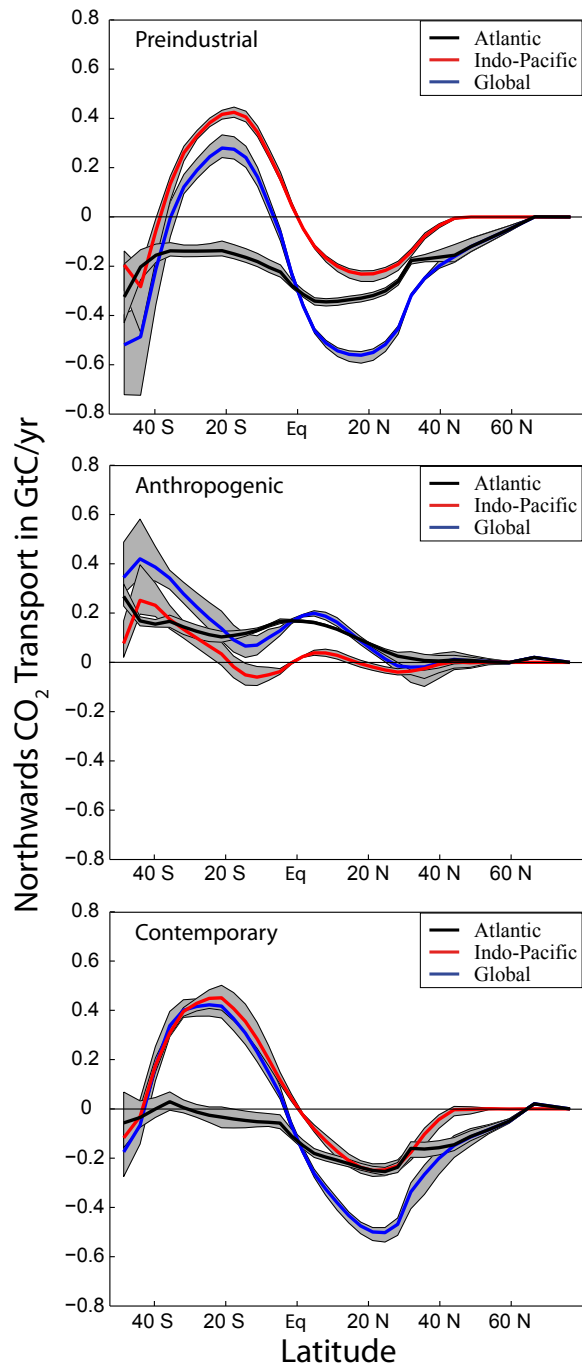 Northwards CO2 Transport in GtC/yr
Preindustrial
Atlantic
Indo-Pacific
Global
0.8
0.6
0.4
0.2
0
−0.2
−0.4
−0.6
−0.8
40 S 20 S Eq 20 N 40 N 60 N
Anthropogenic
Atlantic
Indo-Pacific
Global
0.8
0.6
0.4
0.2
0
−0.2
−0.4
−0.6
−0.8
40 S 20 S Eq 20 N 40 N 60 N
Contemporary
Atlantic
Indo-Pacific
Global
0.8
0.6
0.4
0.2
0
−0.2
−0.4
−0.6
−0.8
40 S 20 S Eq 20 N 40 N 60 N
Latitude